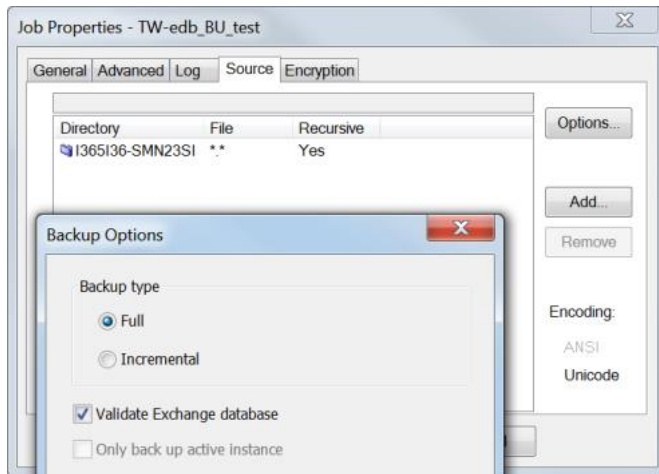 Job Properties - TW-edb_BU_test
General Advanced Log Source Encryption
Directory File Recursive
I365I36-SMN23SI *.* Yes
Options...
Add...
Remove
Encoding:
ANSI
Unicode
Backup Options
Backup type
Full
Incremental
Validate Exchange database
Only back up active instance